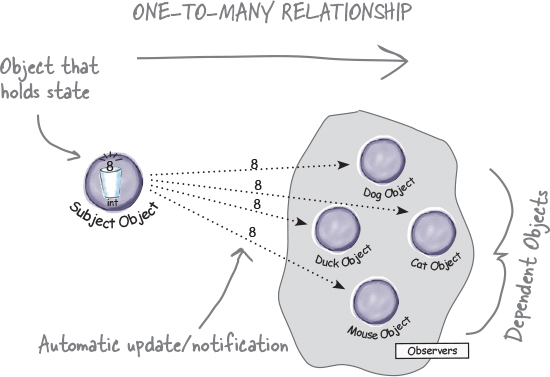 ONE-TO-MANY RELATIONSHIP
Object that
holds state
8
int
Subject Object
8
8
8
8
Dog Object
Cat Object
Duck Object
Mouse Object
Observers
Dependent Objects
Automatic update/notification